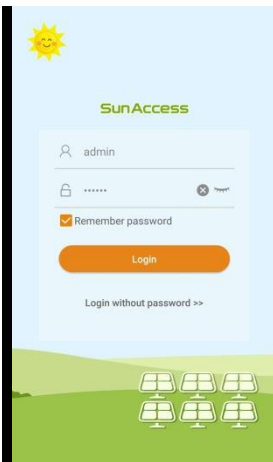 SunAccess
admin
••••••
Remember password
Login
Login without password >>